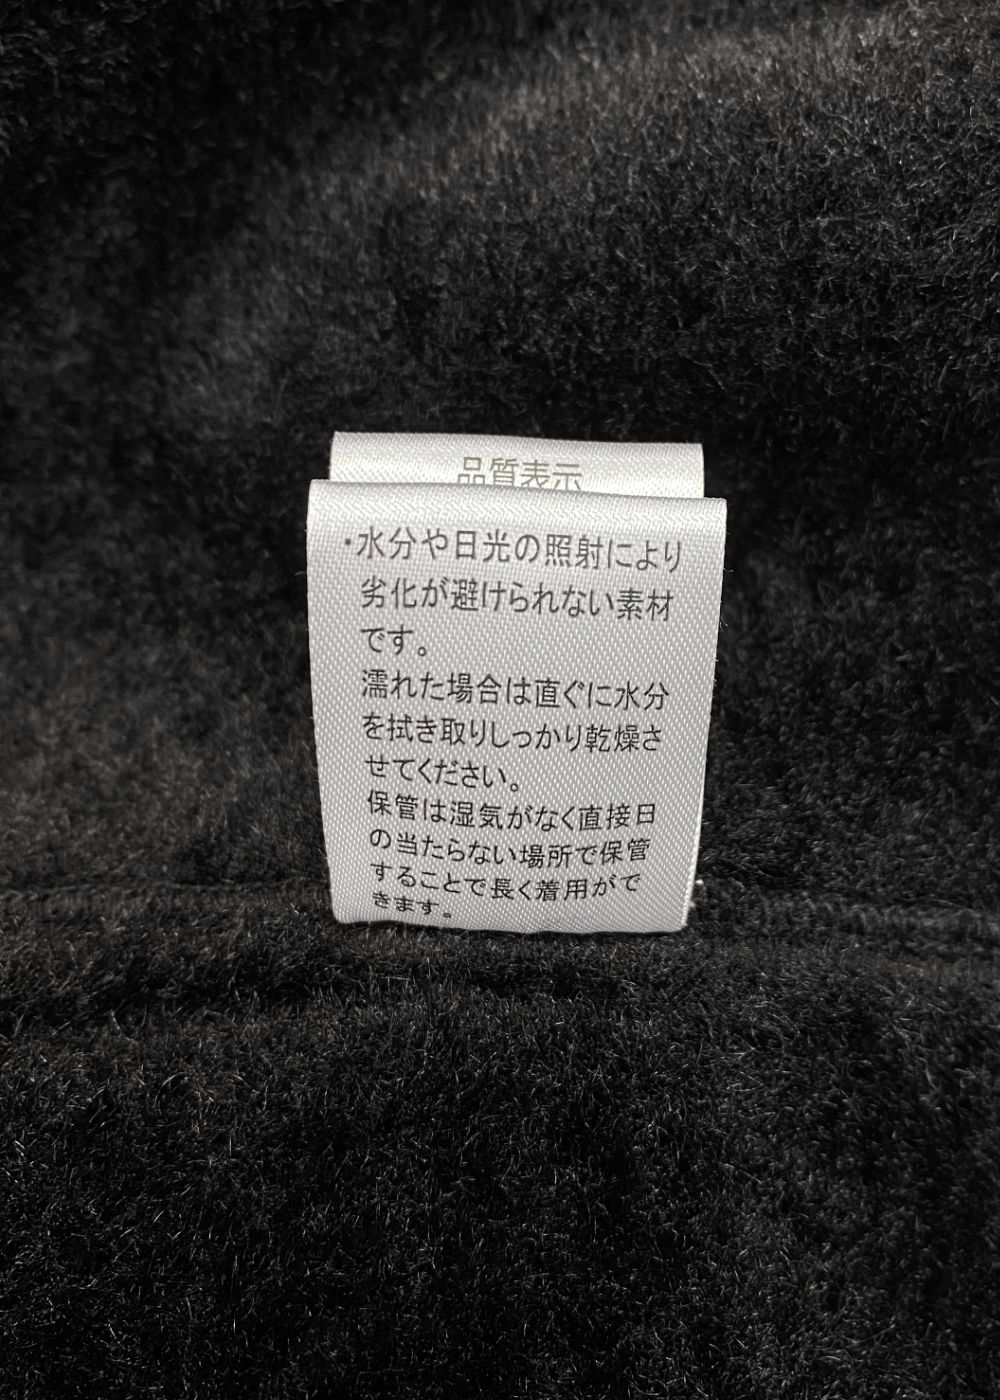 品質表示
・水分や日光の照射により
劣化が避けられない素材
です。
濡れた場合は直ぐに水分
を拭き取りしっかり乾燥さ
せてください。
保管は湿気がなく直接日
の当たらない場所で保管
することで長く着用がで
きます。